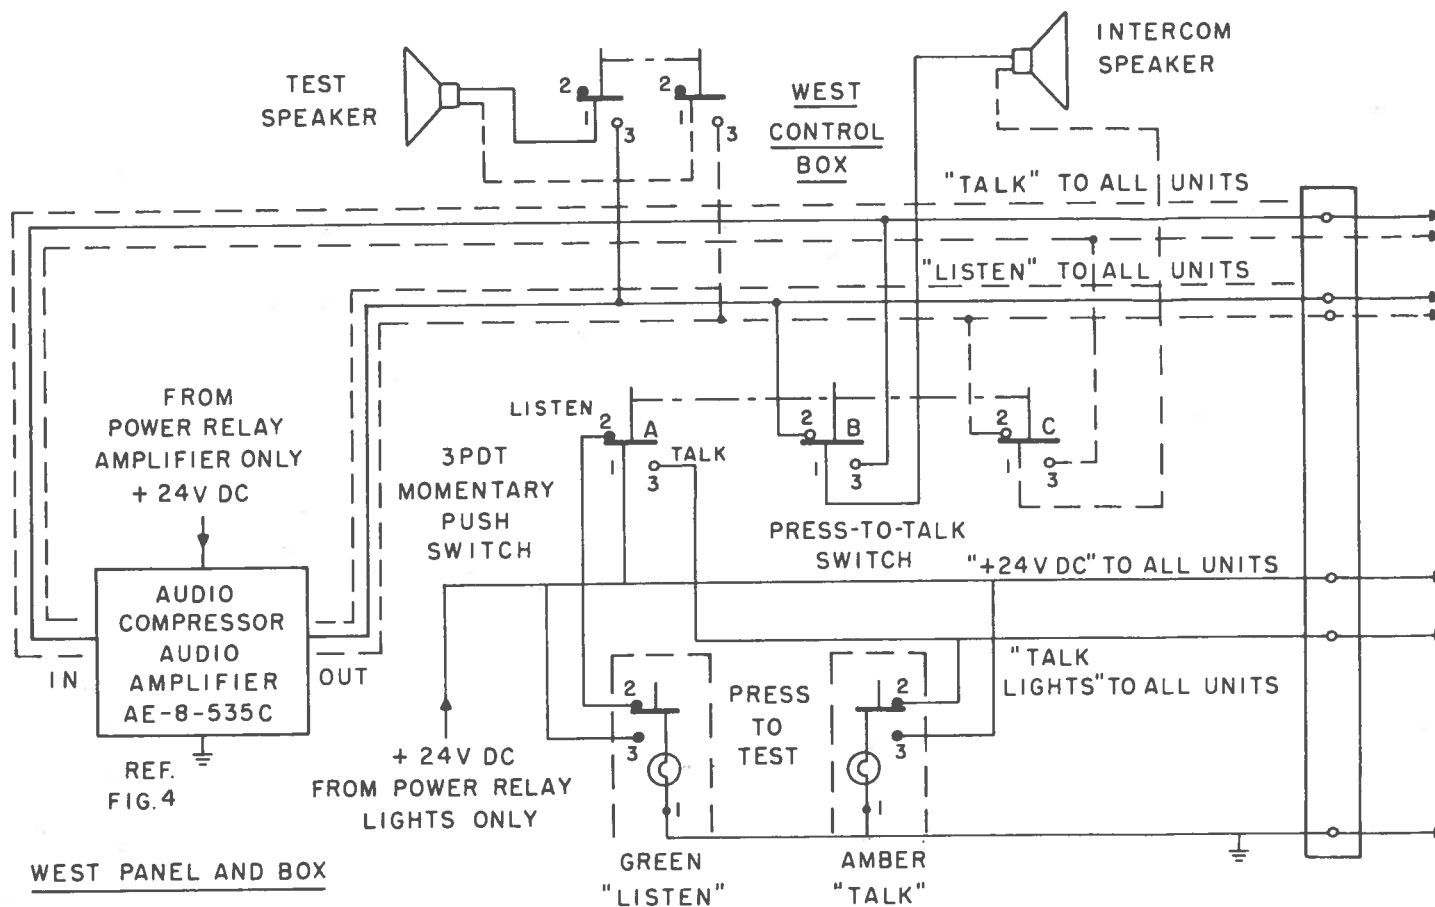 TEST
SPEAKER
2
1
3
2
1
3
WEST
CONTROL
BOX
INTERCOM
SPEAKER
"TALK" TO ALL UNITS
"LISTEN" TO ALL UNITS
FROM
POWER RELAY
AMPLIFIER ONLY
+ 24V DC
LISTEN
2
A
1
3
TALK
3PDT
MOMENTARY
PUSH
SWITCH
2
B
1
3
2
C
1
3
PRESS-TO-TALK
SWITCH
"+24V DC" TO ALL UNITS
AUDIO
COMPRESSOR
AUDIO
AMPLIFIER
AE-8-535C
IN
OUT
REF.
FIG. 4
+ 24V DC
FROM POWER RELAY
LIGHTS ONLY
2
3
1
PRESS
TO
TEST
2
3
1
"TALK
LIGHTS" TO ALL UNITS
GREEN
"LISTEN"
AMBER
"TALK"
WEST PANEL AND BOX